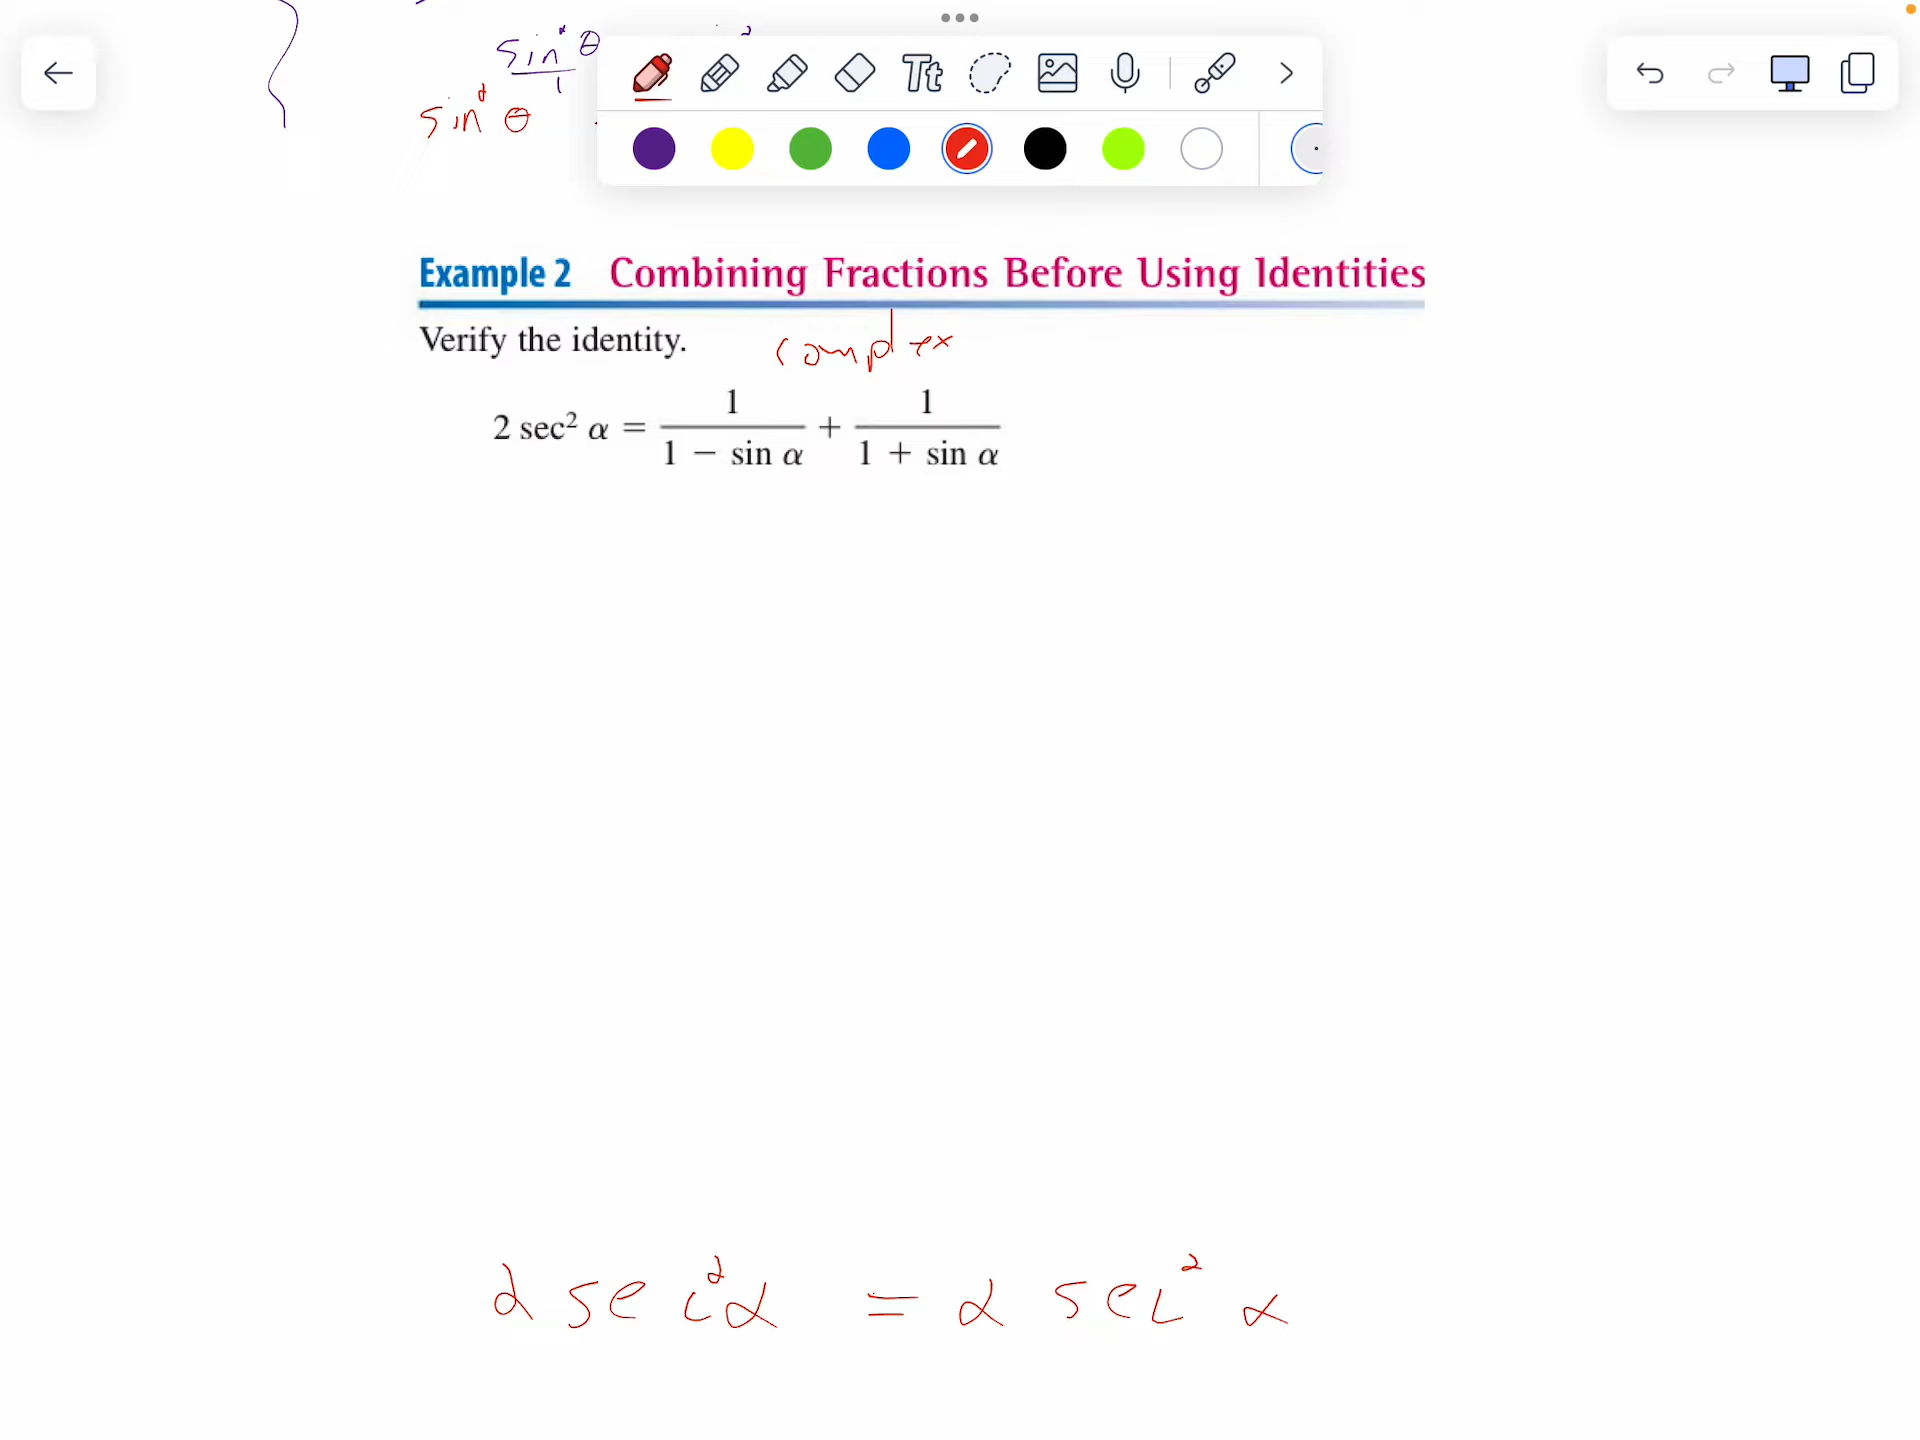 sin² θ
1
sin² θ
Tt
Example 2 Combining Fractions Before Using Identities
Verify the identity.
complex
2 sec² α = 1/(1 − sin α) + 1/(1 + sin α)
2 sec² α = 2 sec² α